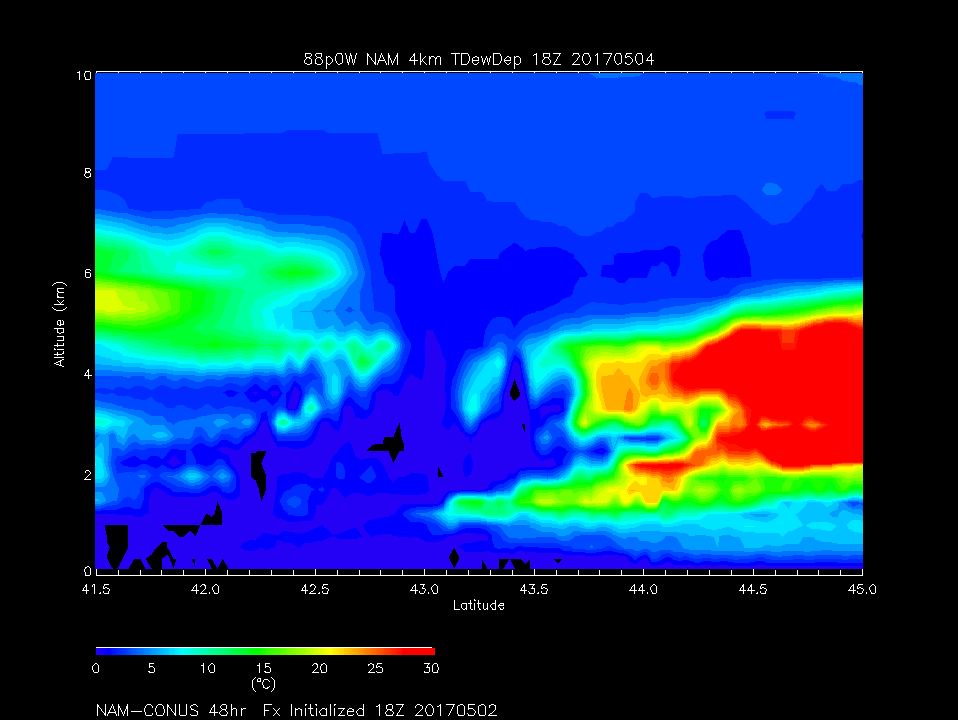 88p0W NAM 4km TDewDep 18Z 20170504
10
8
6
4
2
0
Altitude (km)
41.5 42.0 42.5 43.0 43.5 44.0 44.5 45.0
Latitude
0 5 10 15 20 25 30
(°C)
NAM-CONUS 48hr Fx Initialized 18Z 20170502